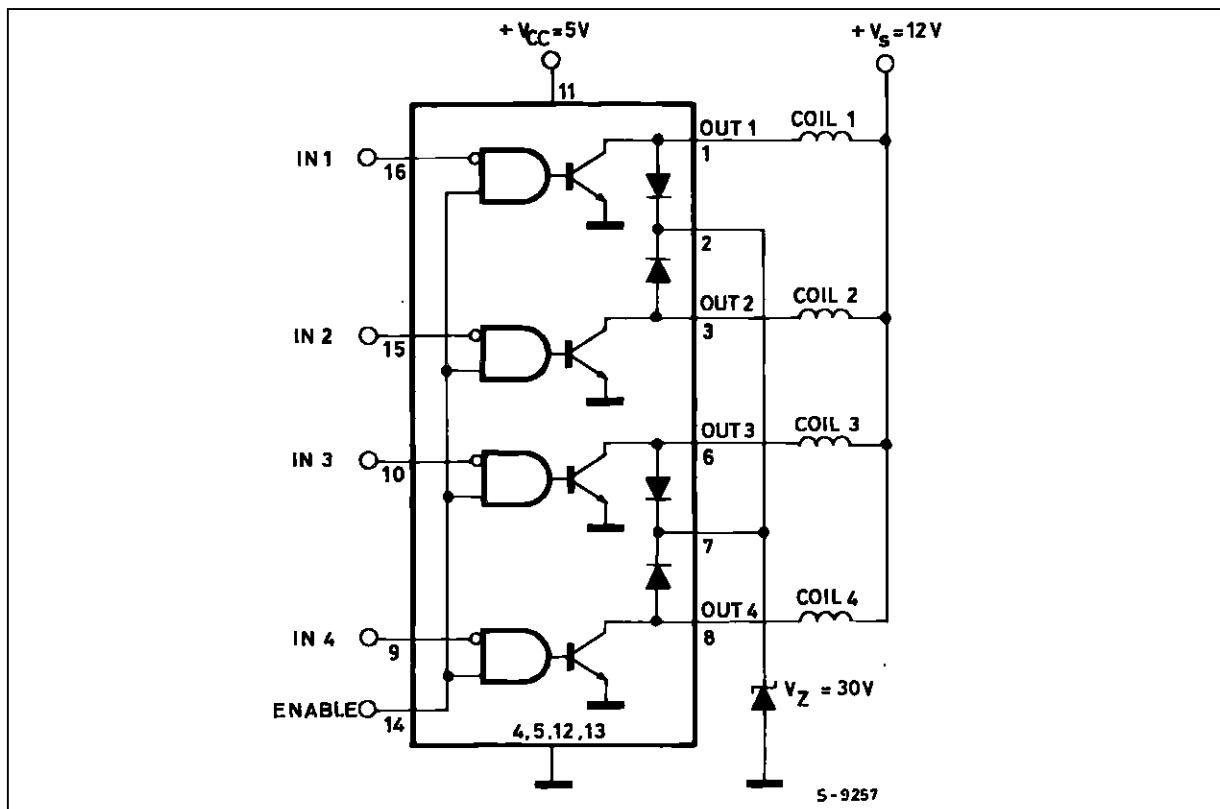 + VCC=5V
+ Vs=12V
11
OUT 1
COIL 1
IN 1
16
1
2
OUT 2
COIL 2
IN 2
15
3
OUT 3
COIL 3
IN 3
10
6
7
OUT 4
COIL 4
IN 4
9
8
VZ = 30V
ENABLE
14
4,5,12,13
S-9257